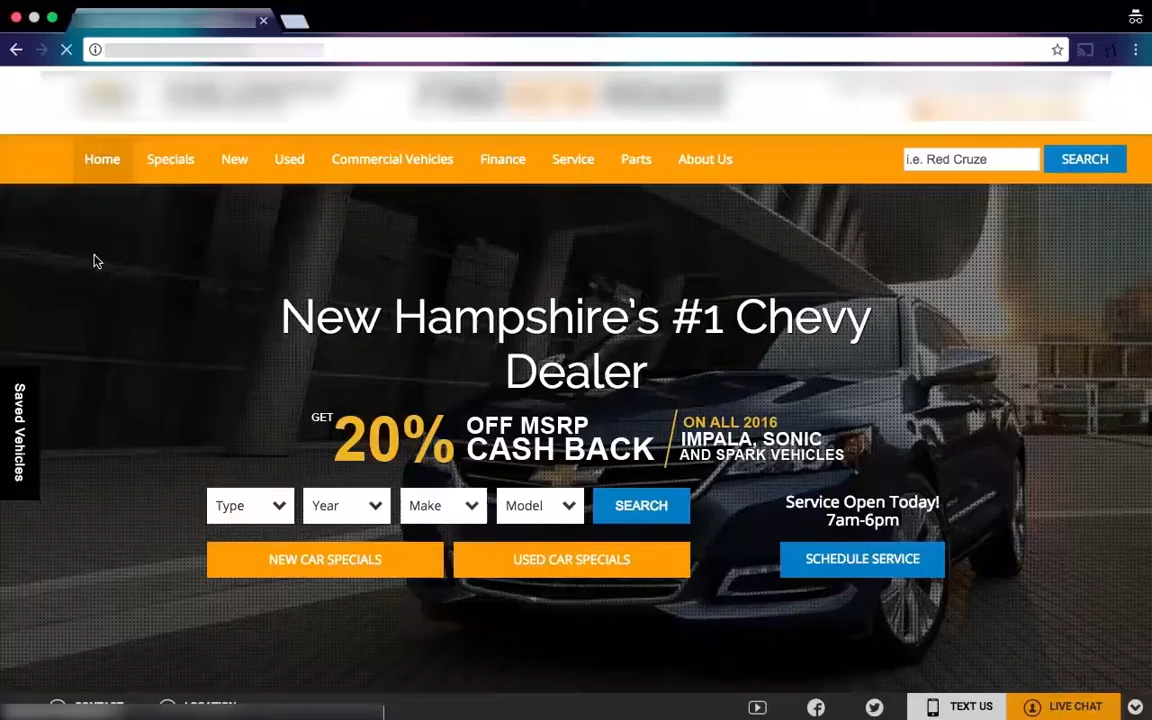 Home Specials New Used Commercial Vehicles Finance Service Parts About Us i.e. Red Cruze SEARCH
New Hampshire's #1 Chevy
Dealer
GET 20% OFF MSRP
CASH BACK
ON ALL 2016
IMPALA, SONIC
AND SPARK VEHICLES
Saved Vehicles
Type Year Make Model SEARCH
Service Open Today!
7am-6pm
NEW CAR SPECIALS USED CAR SPECIALS SCHEDULE SERVICE
CONTACT LOCATION TEXT US LIVE CHAT